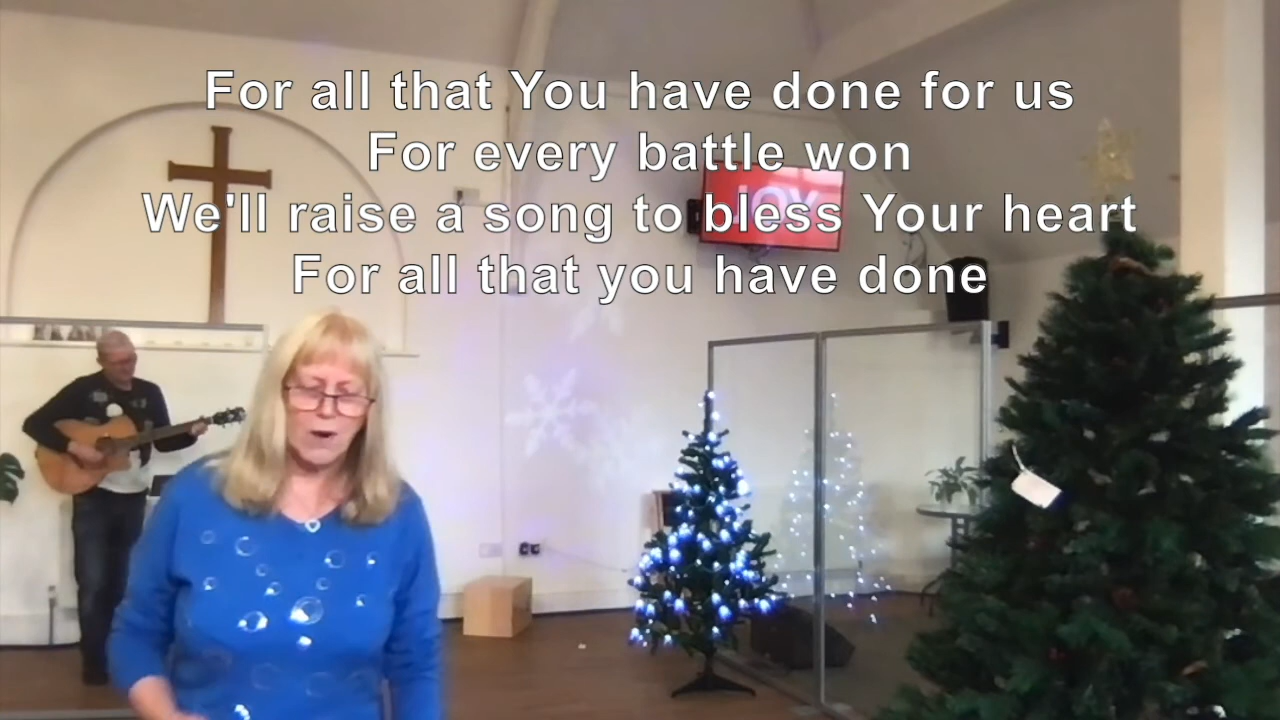 For all that You have done for us
For every battle won
JOY
We'll raise a song to bless Your heart
For all that you have done